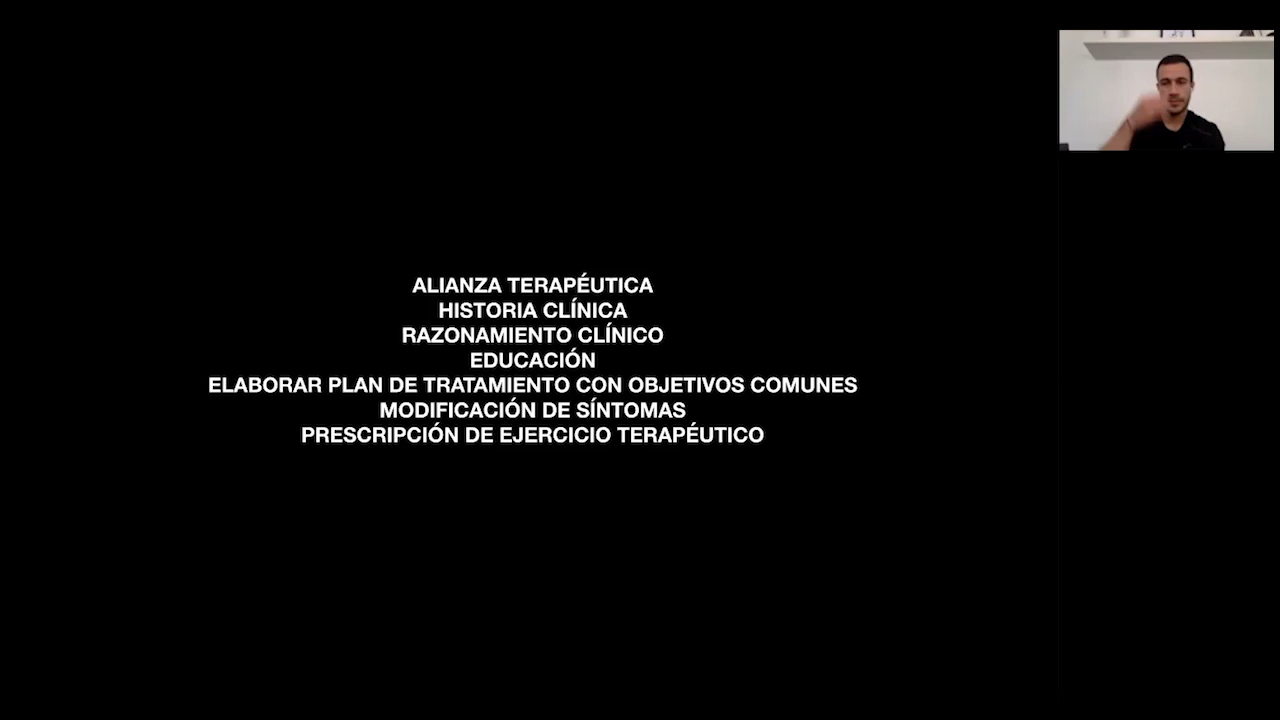 ALIANZA TERAPÉUTICA
HISTORIA CLÍNICA
RAZONAMIENTO CLÍNICO
EDUCACIÓN
ELABORAR PLAN DE TRATAMIENTO CON OBJETIVOS COMUNES
MODIFICACIÓN DE SÍNTOMAS
PRESCRIPCIÓN DE EJERCICIO TERAPÉUTICO